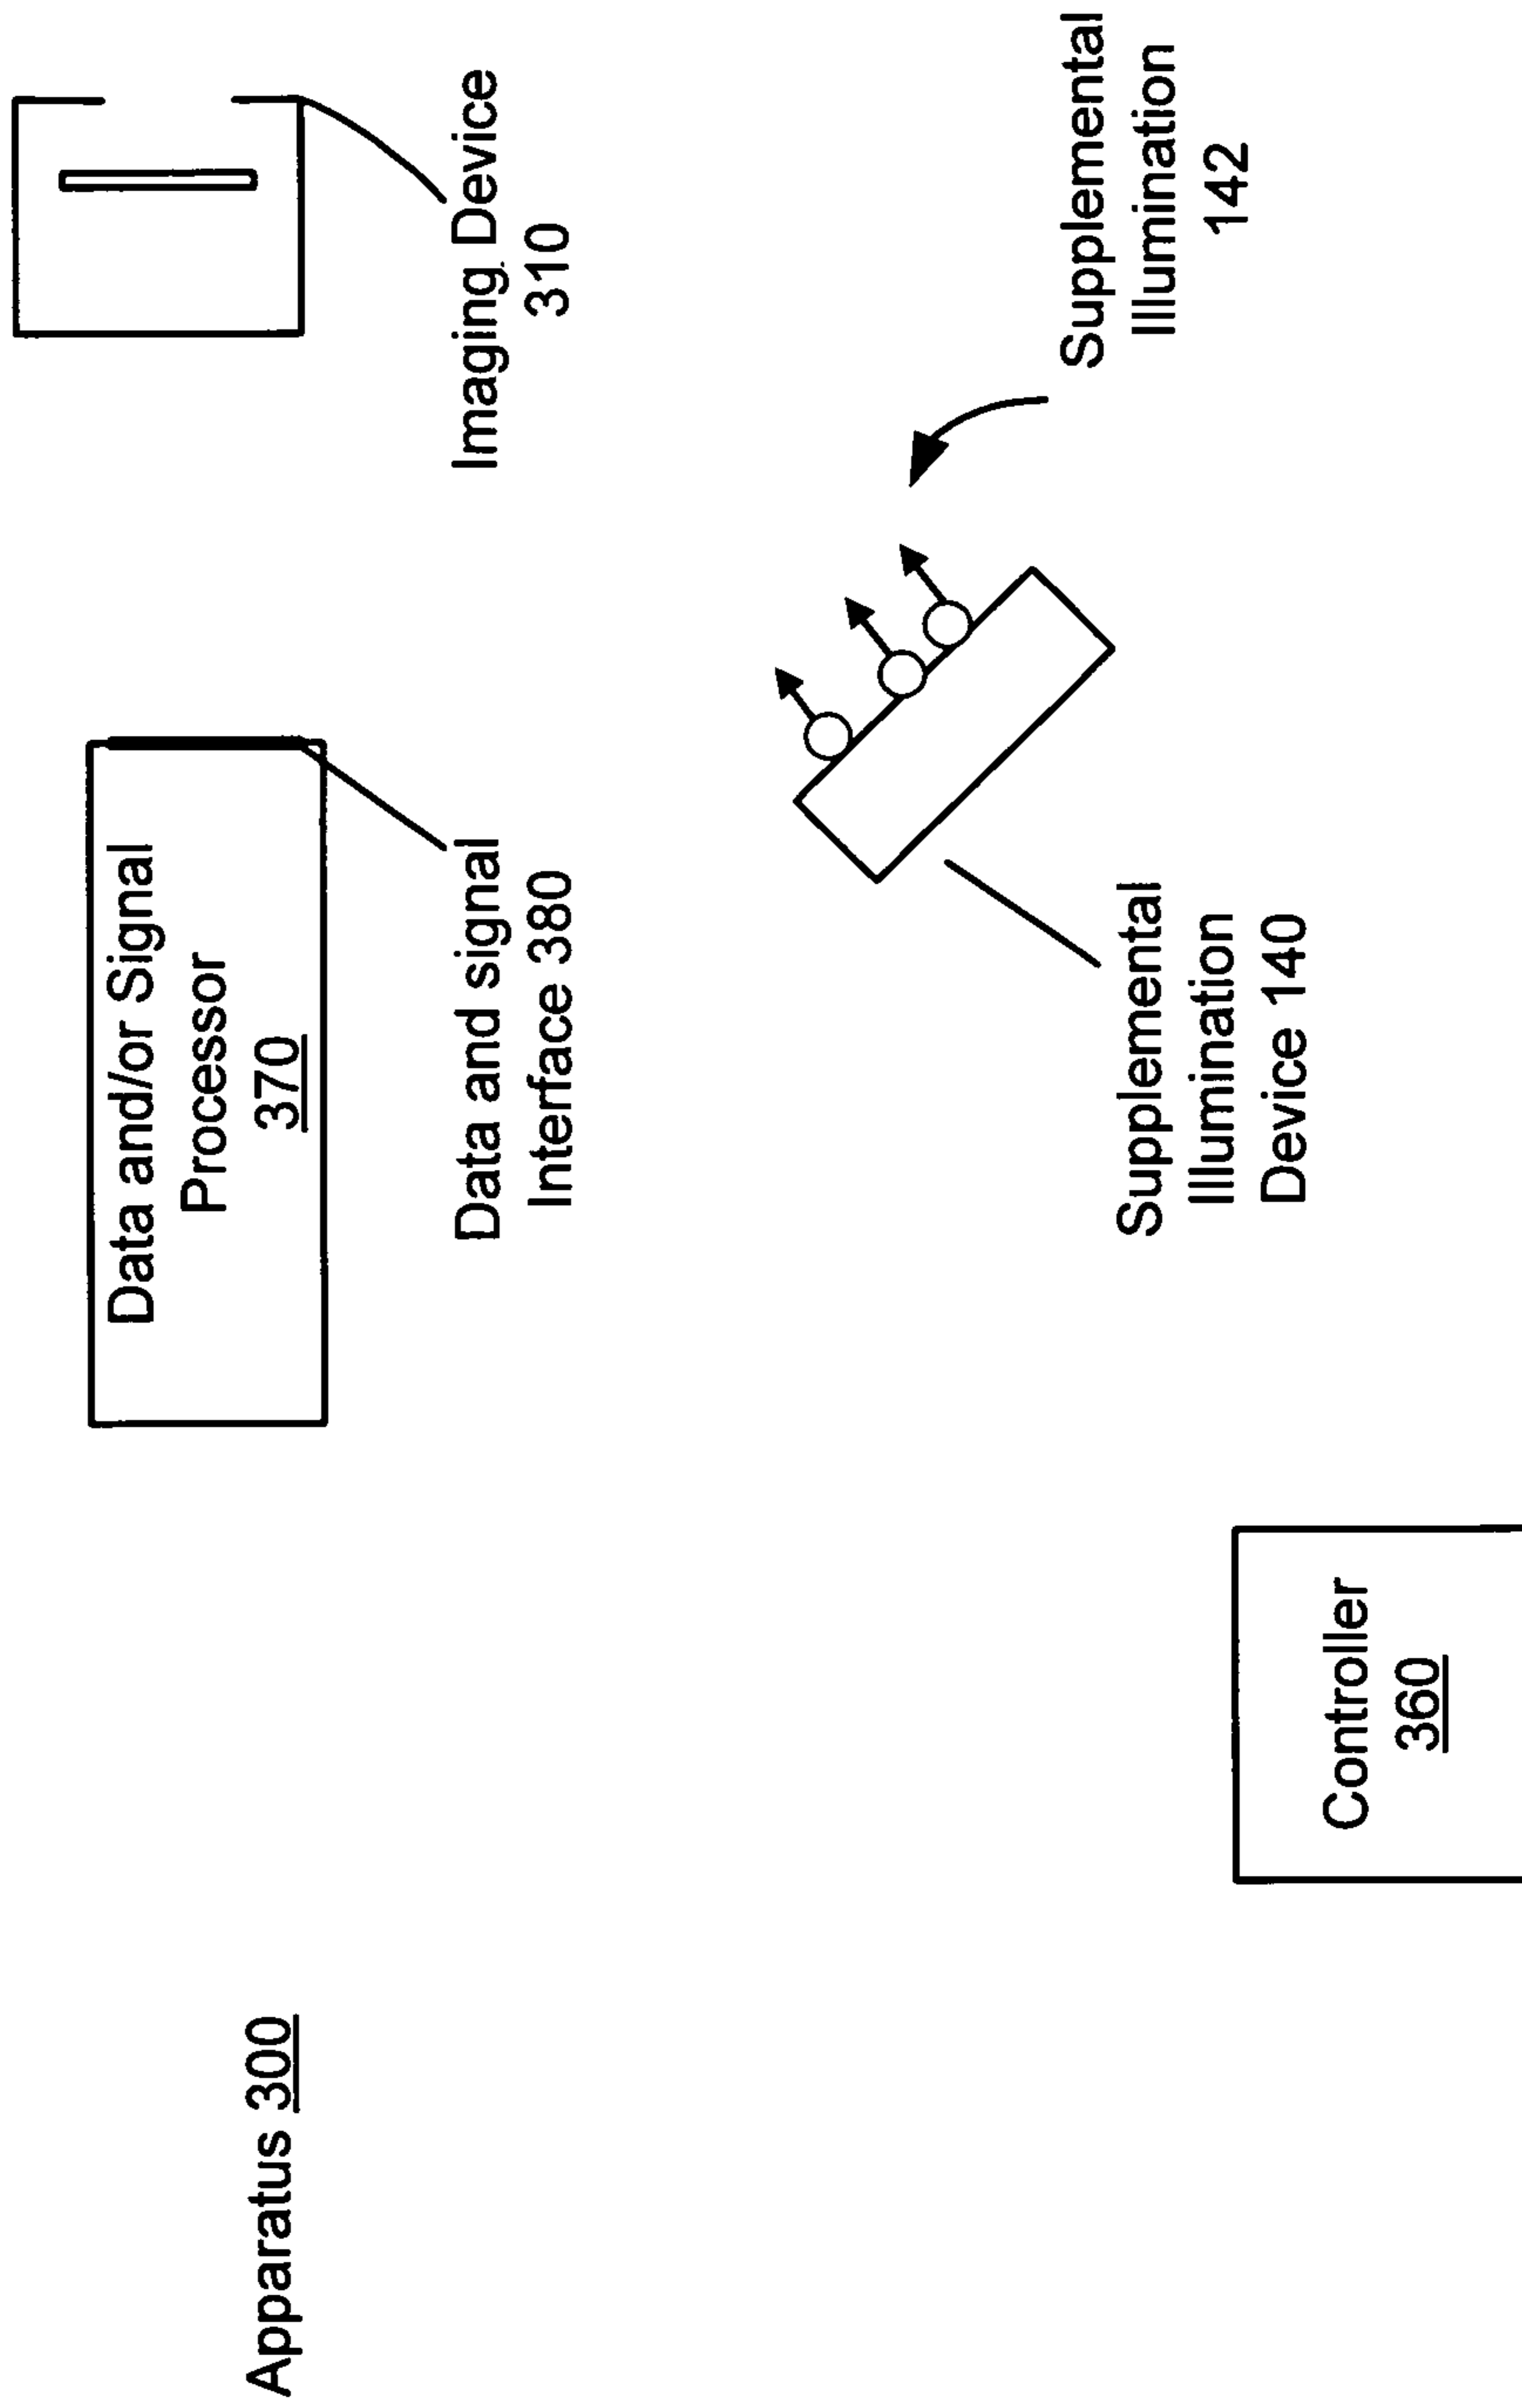 Apparatus 300
Data and/or Signal
Processor
370
Data and signal
Interface 380
Imaging Device
310
Supplemental
Illumination
142
Supplemental
Illumination
Device 140
Controller
360